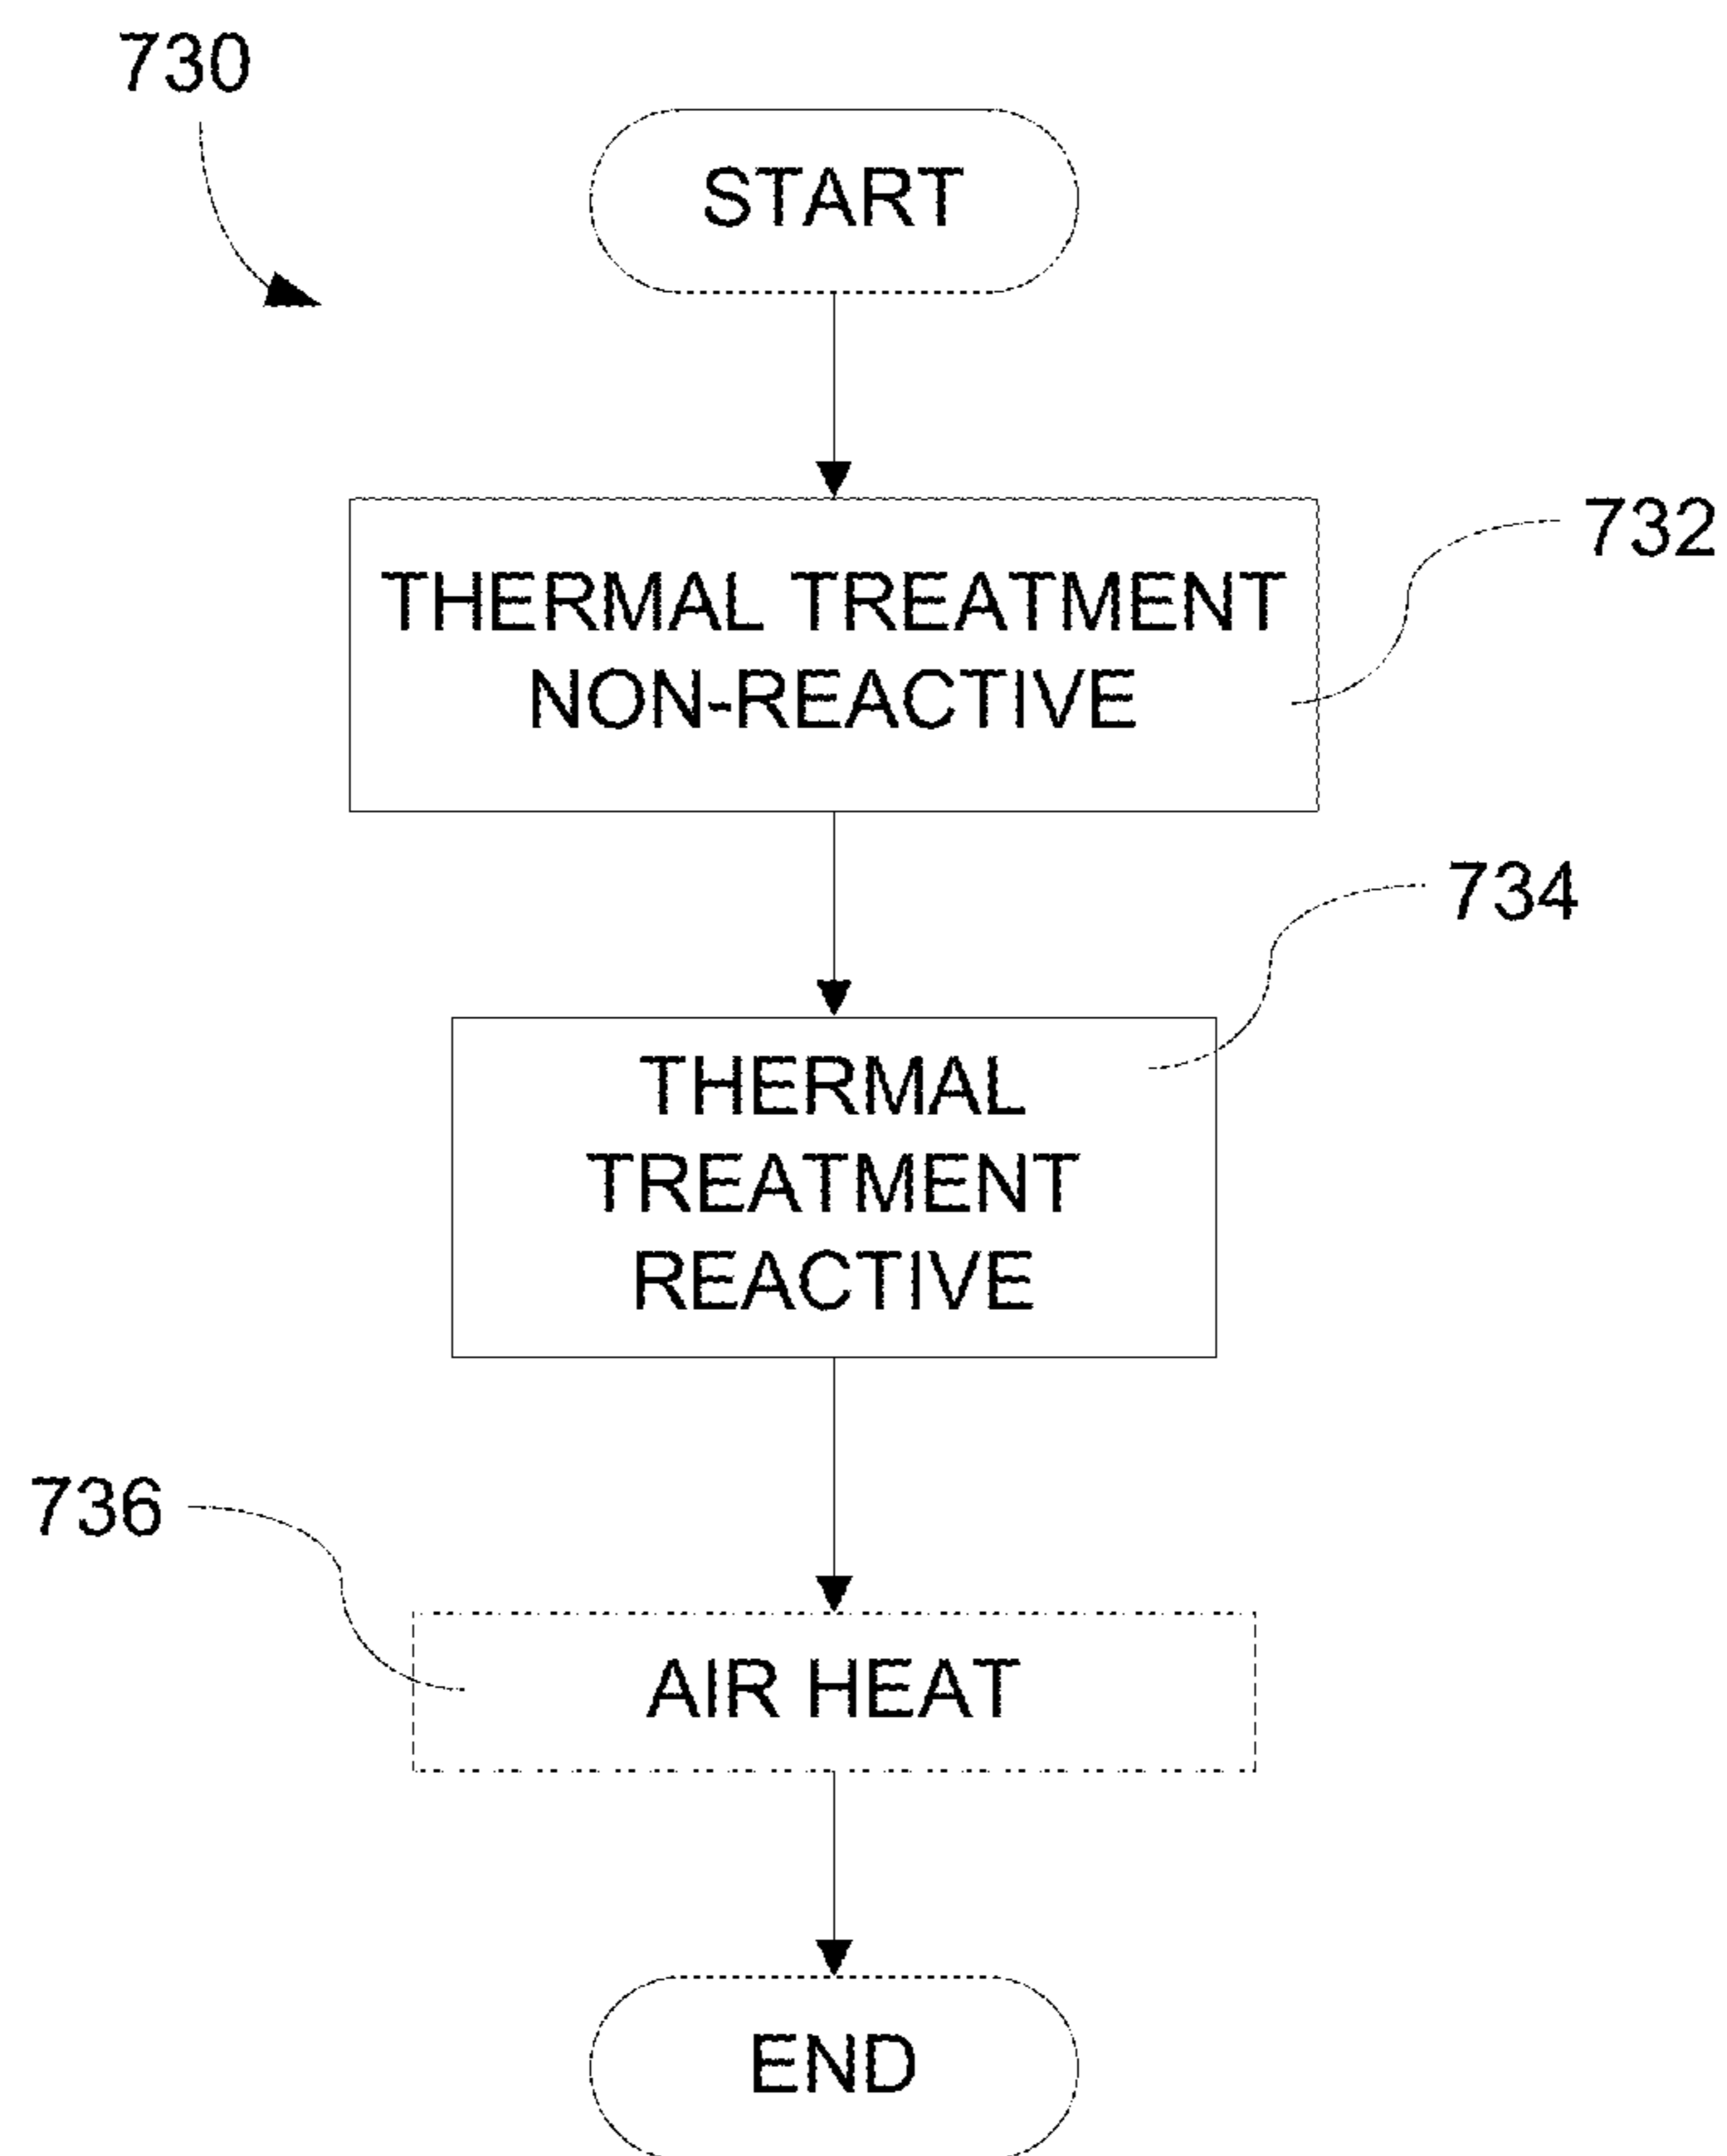 730
START
THERMAL TREATMENT
NON-REACTIVE
732
734
THERMAL
TREATMENT
REACTIVE
736
AIR HEAT
END